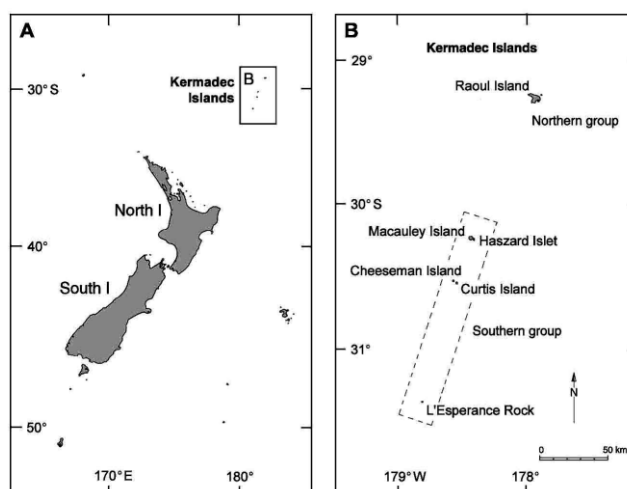 A
30°S
Kermadec
Islands
B
North I
40°
South I
50°
170°E
180°
B
Kermadec Islands
29°
Raoul Island
Northern group
30°S
Macauley Island
Haszard Islet
Cheeseman Island
Curtis Island
Southern group
31°
N
L'Esperance Rock
0
50 km
179°W
178°